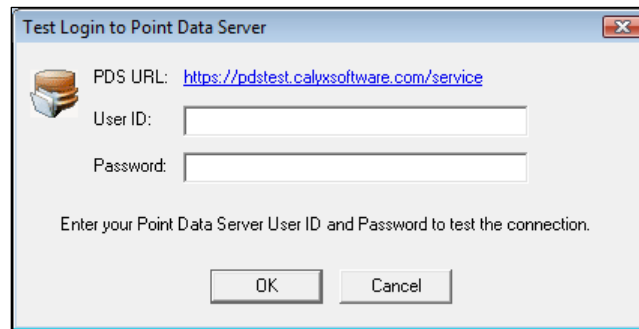 Test Login to Point Data Server
PDS URL: https://pdstest.calyxsoftware.com/service
User ID:
Password:
Enter your Point Data Server User ID and Password to test the connection.
OK Cancel